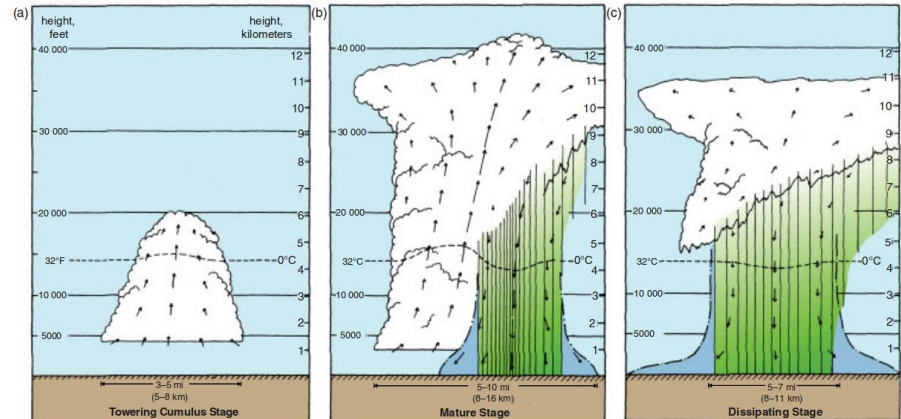 (a)
height,
feet
height,
kilometers
40 000
30 000
20 000
32°F
10 000
5000
12
11
10
9
8
7
6
5
0°C
4
3
2
1
3–5 mi
(5–8 km)
Towering Cumulus Stage
(b)
40 000
30 000
20 000
32°C
10 000
5000
12
11
10
9
8
7
6
5
0°C
4
3
2
1
5–10 mi
(8–16 km)
Mature Stage
(c)
40 000
30 000
20 000
32°C
10 000
5000
12
11
10
9
8
7
6
5
0°C
4
3
2
1
5–7 mi
(8–11 km)
Dissipating Stage